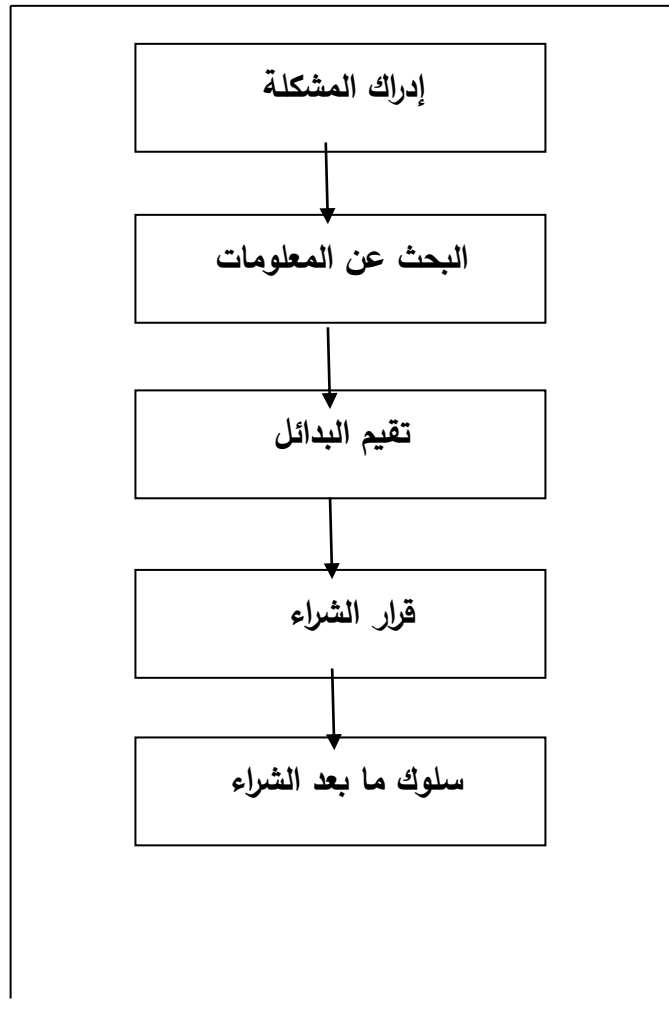 إدراك المشكلة
البحث عن المعلومات
تقيم البدائل
قرار الشراء
سلوك ما بعد الشراء